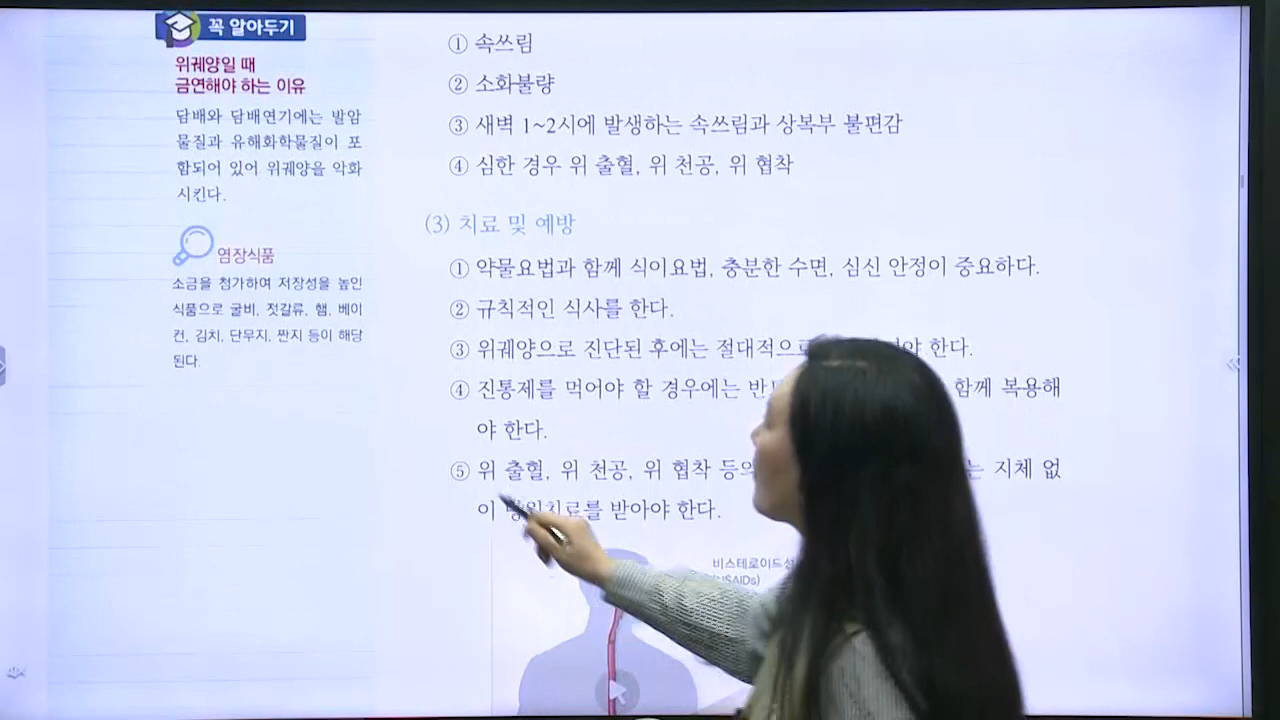 꼭 알아두기
위궤양일 때
금연해야 하는 이유
담배와 담배연기에는 발암
물질과 유해화학물질이 포
함되어 있어 위궤양을 악화
시킨다.
염장식품
소금을 첨가하여 저장성을 높인
식품으로 굴비, 젓갈류, 햄, 베이
컨, 김치, 단무지, 짠지 등이 해당
된다.
① 속쓰림
② 소화불량
③ 새벽 1~2시에 발생하는 속쓰림과 상복부 불편감
④ 심한 경우 위 출혈, 위 천공, 위 협착
(3) 치료 및 예방
① 약물요법과 함께 식이요법, 충분한 수면, 심신 안정이 중요하다.
② 규칙적인 식사를 한다.
③ 위궤양으로 진단된 후에는 절대적으로 한다.
④ 진통제를 먹어야 할 경우에는 함께 복용해
야 한다.
⑤ 위 출혈, 위 천공, 위 협착 지체 없
이 병원치료를 받아야 한다.
비스테로이드
(NSAIDs)